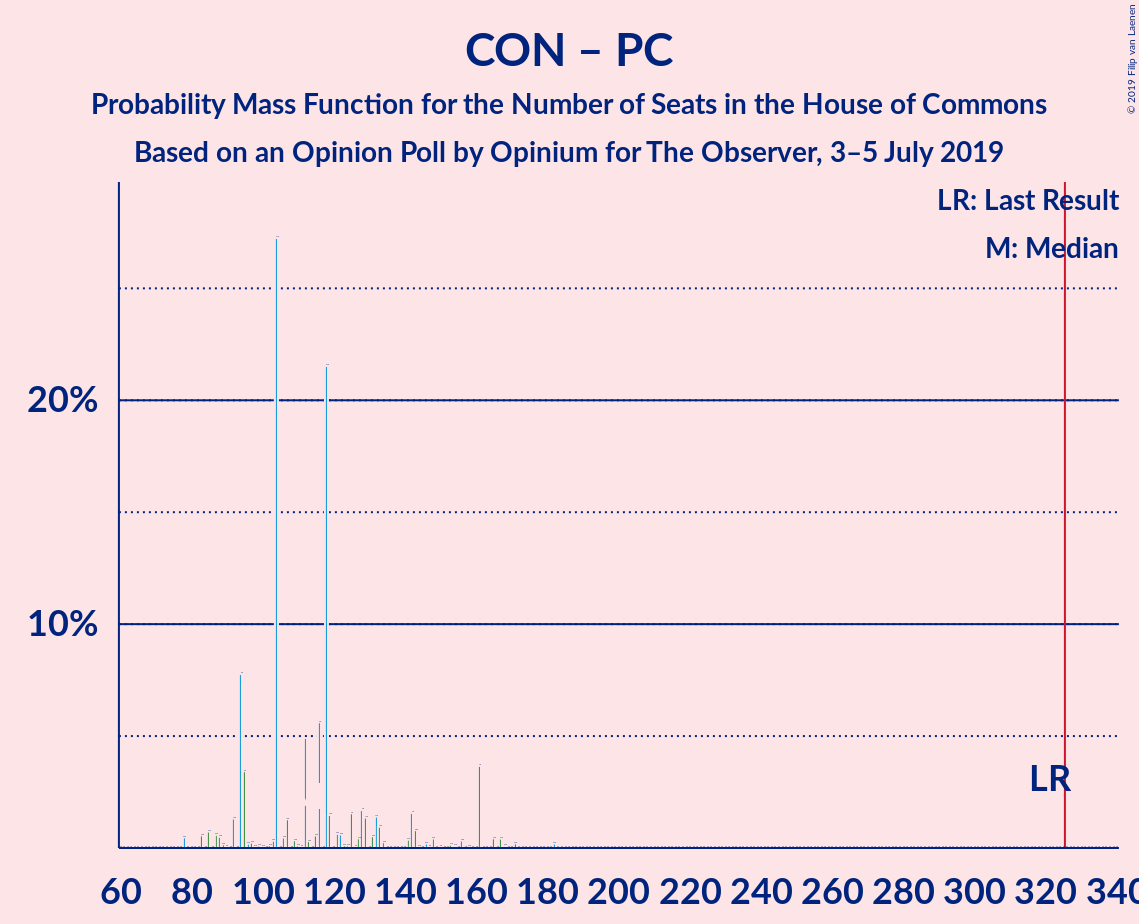 CON – PC
Probability Mass Function for the Number of Seats in the House of Commons
Based on an Opinion Poll by Opinium for The Observer, 3–5 July 2019
© 2019 Filip van Laenen
LR: Last Result
M: Median
20%
10%
LR
60 80 100 120 140 160 180 200 220 240 260 280 300 320 340